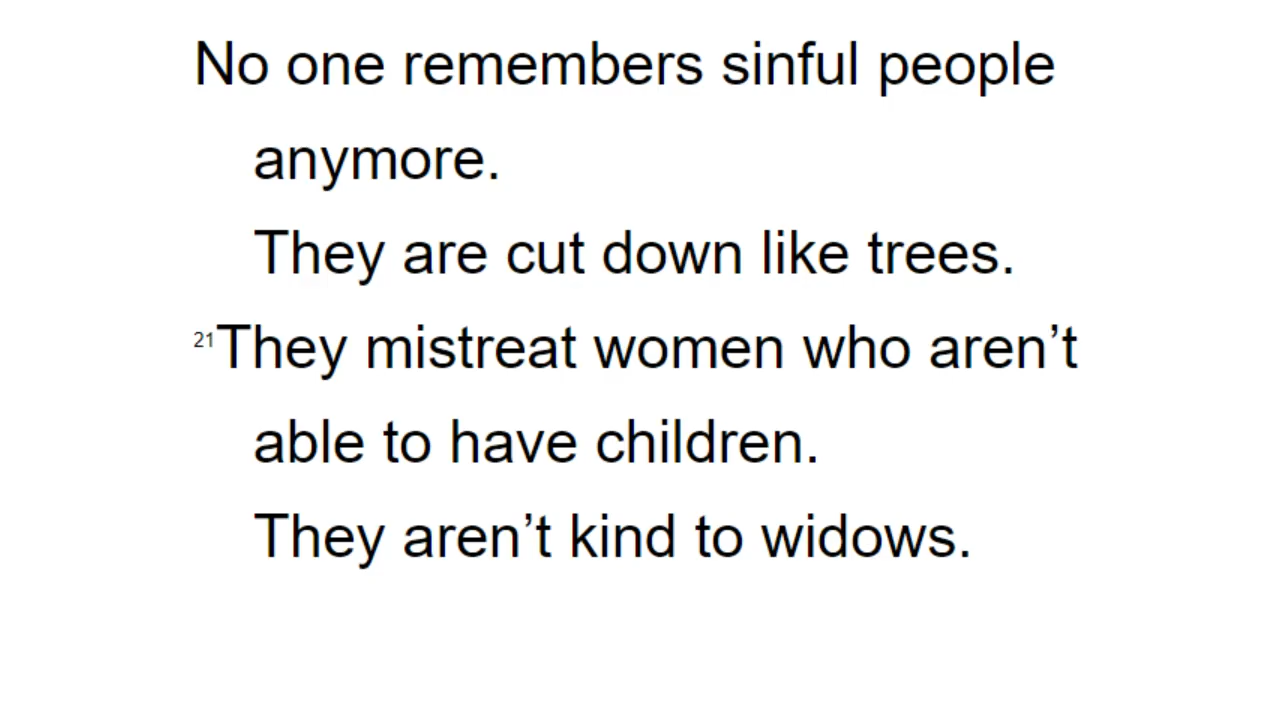 No one remembers sinful people
anymore.
They are cut down like trees.
21They mistreat women who aren’t
able to have children.
They aren’t kind to widows.